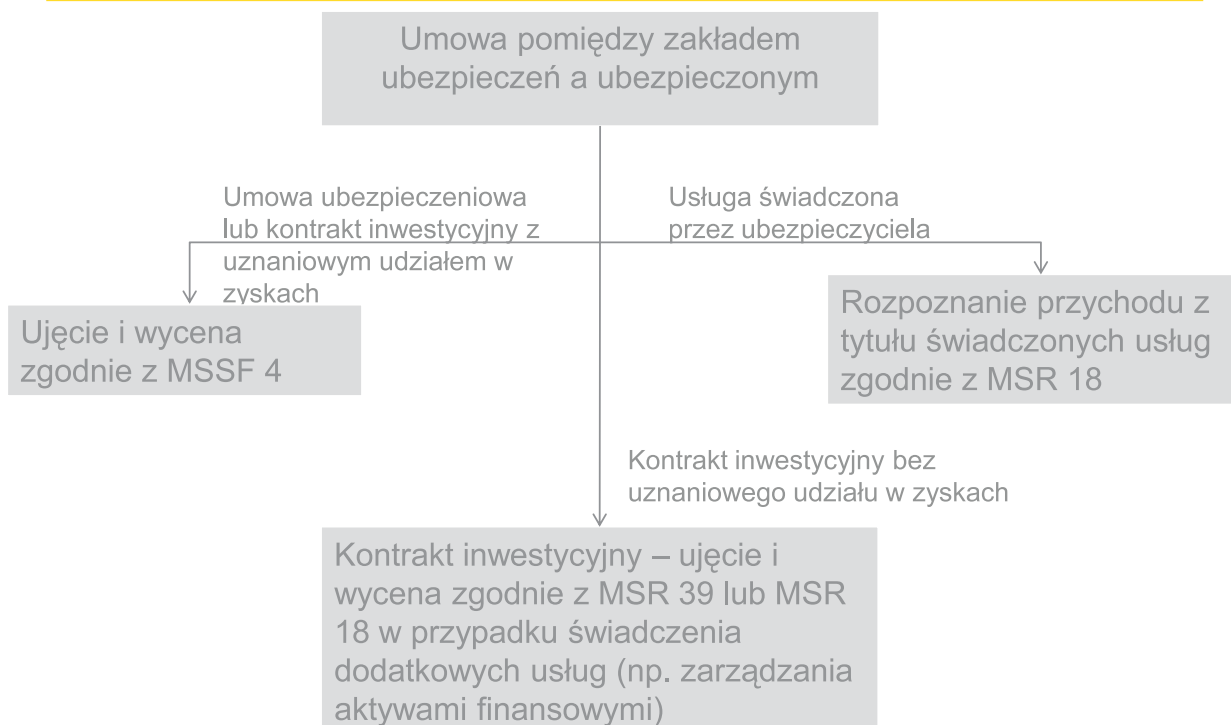 Umowa pomiędzy zakładem
ubezpieczeń a ubezpieczonym
Umowa ubezpieczeniowa
lub kontrakt inwestycyjny z
uznaniowym udziałem w
zyskach
Usługa świadczona
przez ubezpieczyciela
Ujęcie i wycena
zgodnie z MSSF 4
Rozpoznanie przychodu z
tytułu świadczonych usług
zgodnie z MSR 18
Kontrakt inwestycyjny bez
uznaniowego udziału w zyskach
Kontrakt inwestycyjny – ujęcie i
wycena zgodnie z MSR 39 lub MSR
18 w przypadku świadczenia
dodatkowych usług (np. zarządzania
aktywami finansowymi)